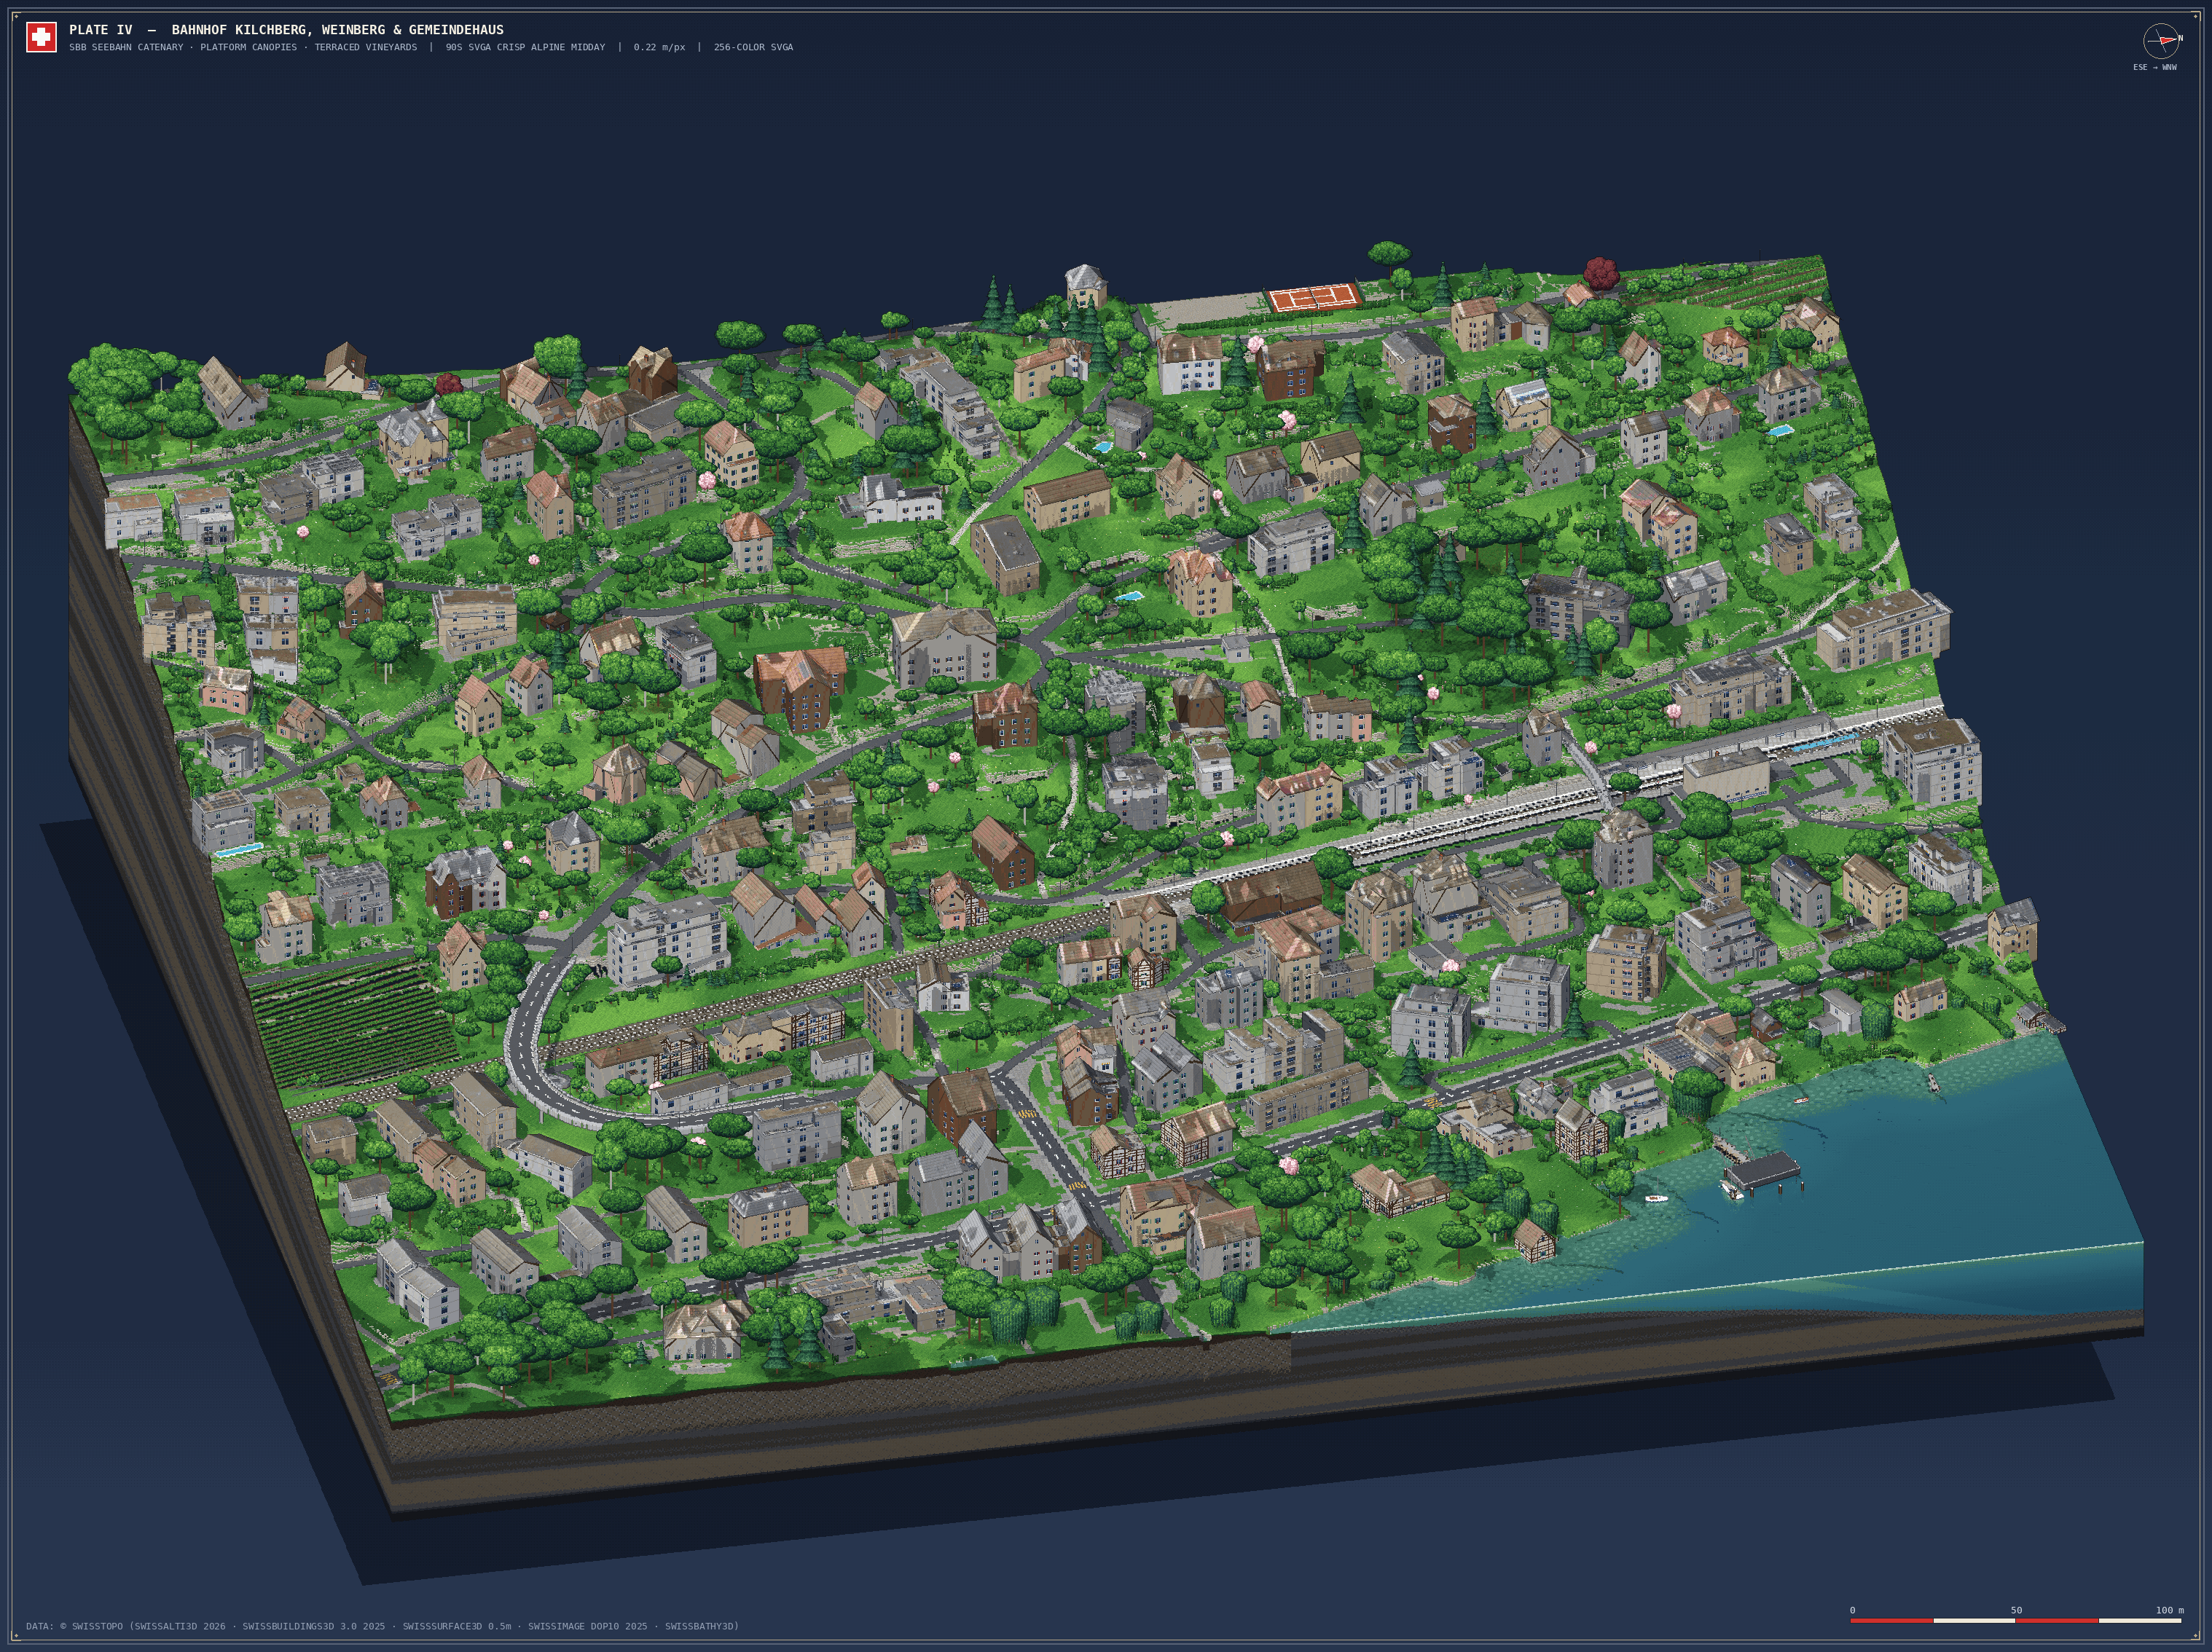 PLATE IV — BAHNHOF KILCHBERG, WEINBERG & GEMEINDEHAUS
SBB SEEBAHN CATENARY · PLATFORM CANOPIES · TERRACED VINEYARDS | 90S SVGA CRISP ALPINE MIDDAY | 0.22 m/px | 256-COLOR SVGA
N
ESE → WNW
0 50 100 m
DATA: © SWISSTOPO (SWISSALTI3D 2026 · SWISSBUILDINGS3D 3.0 2025 · SWISSSURFACE3D 0.5m · SWISSIMAGE DOP10 2025 · SWISSBATHY3D)